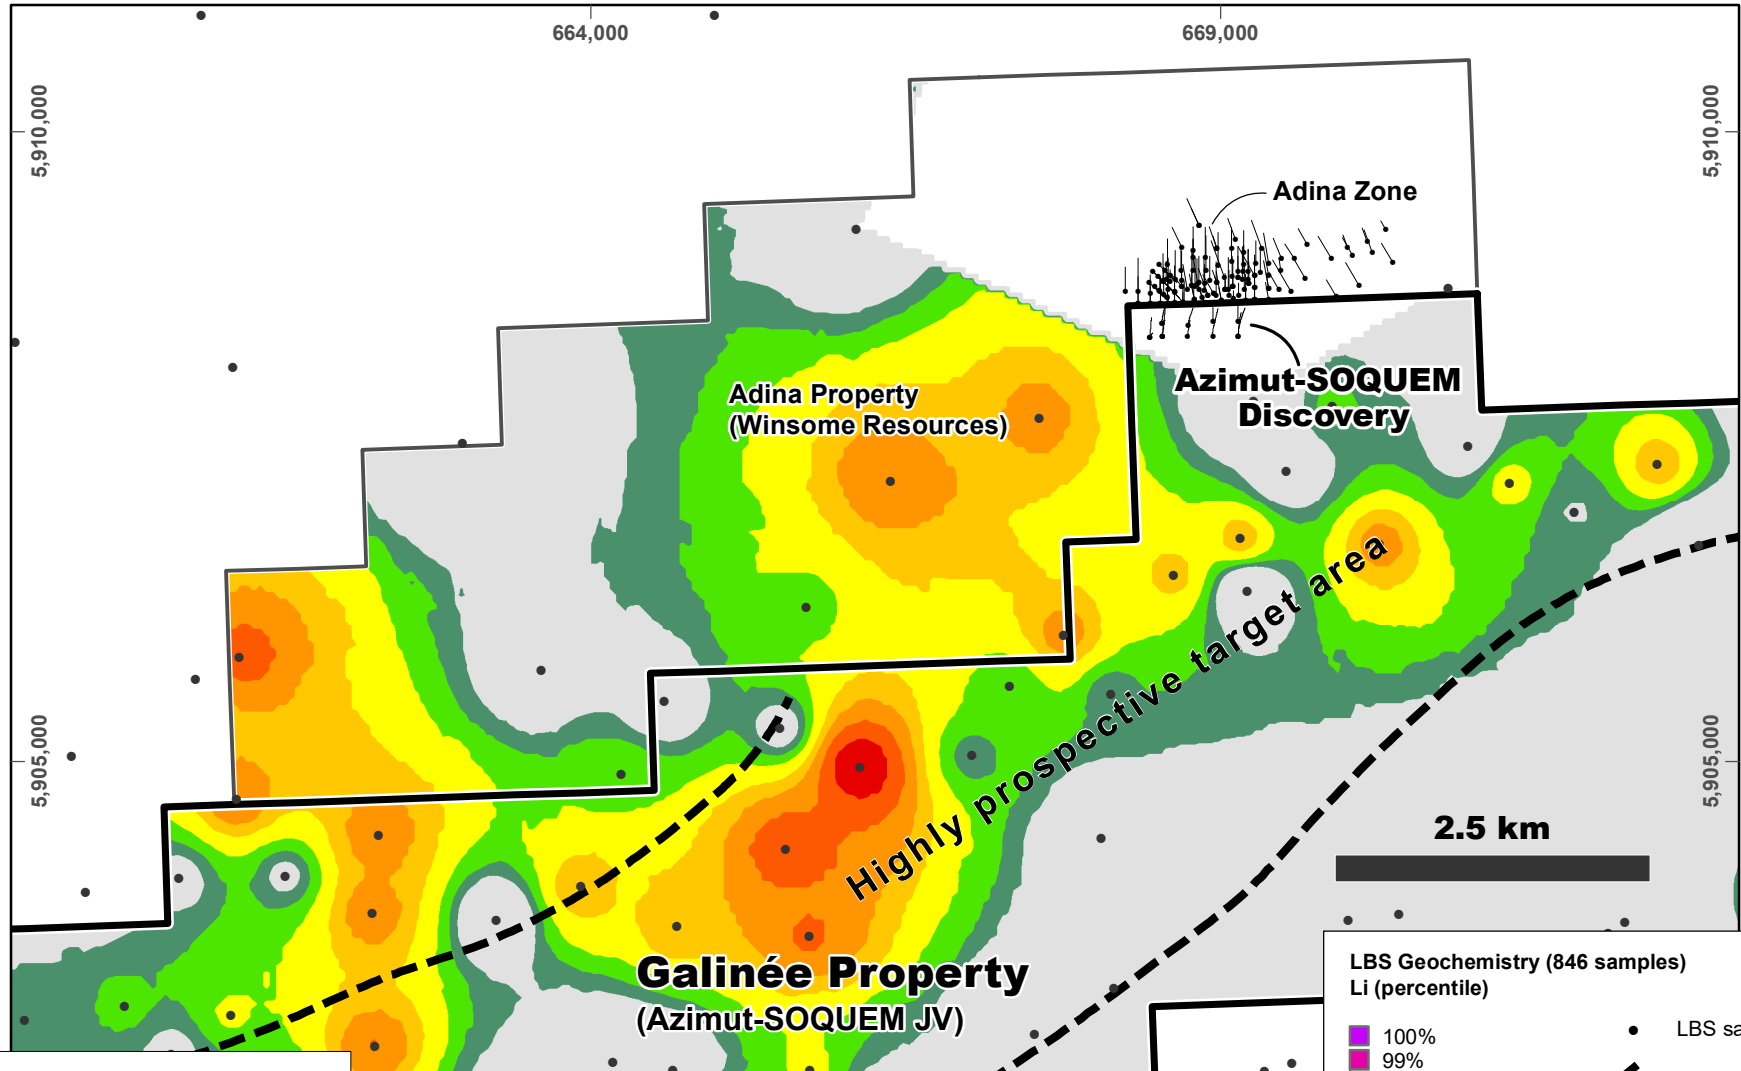 664,000
669,000
5,910,000
5,910,000
Adina Zone
Azimut-SOQUEM
Discovery
Adina Property
(Winsome Resources)
Highly prospective target area
5,905,000
5,905,000
2.5 km
Galinée Property
(Azimut-SOQUEM JV)
LBS Geochemistry (846 samples)
Li (percentile)
100%
99%
LBS sa